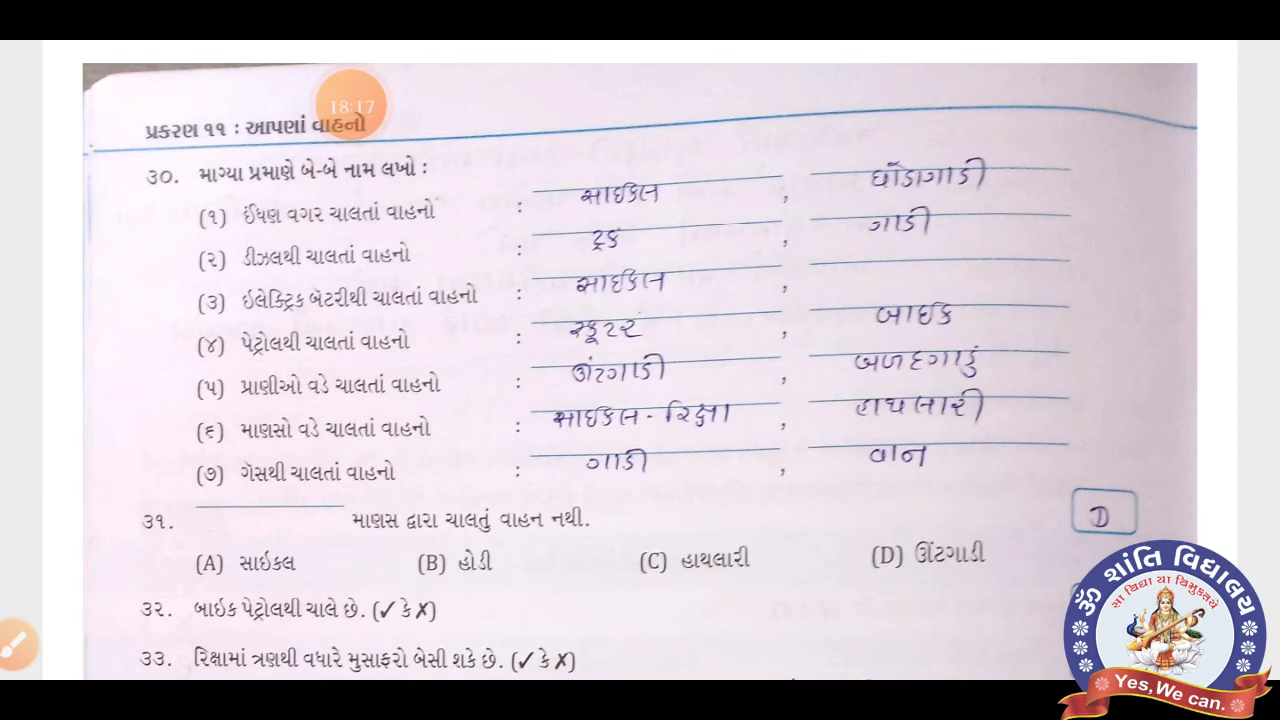 18:17
પ્રકરણ ૧૧ : આપણાં વાહનો
૩૦. માગ્યા પ્રમાણે બે-બે નામ લખો :
(૧) ઈંધણ વગર ચાલતાં વાહનો : સાઈકલ , ઘોડાગાડી
(૨) ડીઝલથી ચાલતાં વાહનો : ટ્રક , ગાડી
(૩) ઇલેક્ટ્રિક બૅટરીથી ચાલતાં વાહનો : સાઈકલ ,
(૪) પેટ્રોલથી ચાલતાં વાહનો : સ્કૂટર , બાઈક
(૫) પ્રાણીઓ વડે ચાલતાં વાહનો : ઊંટગાડી , બળદગાડું
(૬) માણસો વડે ચાલતાં વાહનો : સાઈકલ - રિક્ષા , હાથલારી
(૭) ગૅસથી ચાલતાં વાહનો : ગાડી , વાન
૩૧. ____________ માણસ દ્વારા ચાલતું વાહન નથી. D
(A) સાઇકલ (B) હોડી (C) હાથલારી (D) ઊંટગાડી
૩૨. બાઇક પેટ્રોલથી ચાલે છે. (✓ કે ✗)
૩૩. રિક્ષામાં ત્રણથી વધારે મુસાફરો બેસી શકે છે. (✓ કે ✗)
ૐ શાંતિ વિદ્યાલય
સા વિદ્યા યા વિમુક્તયે
Yes, We can.